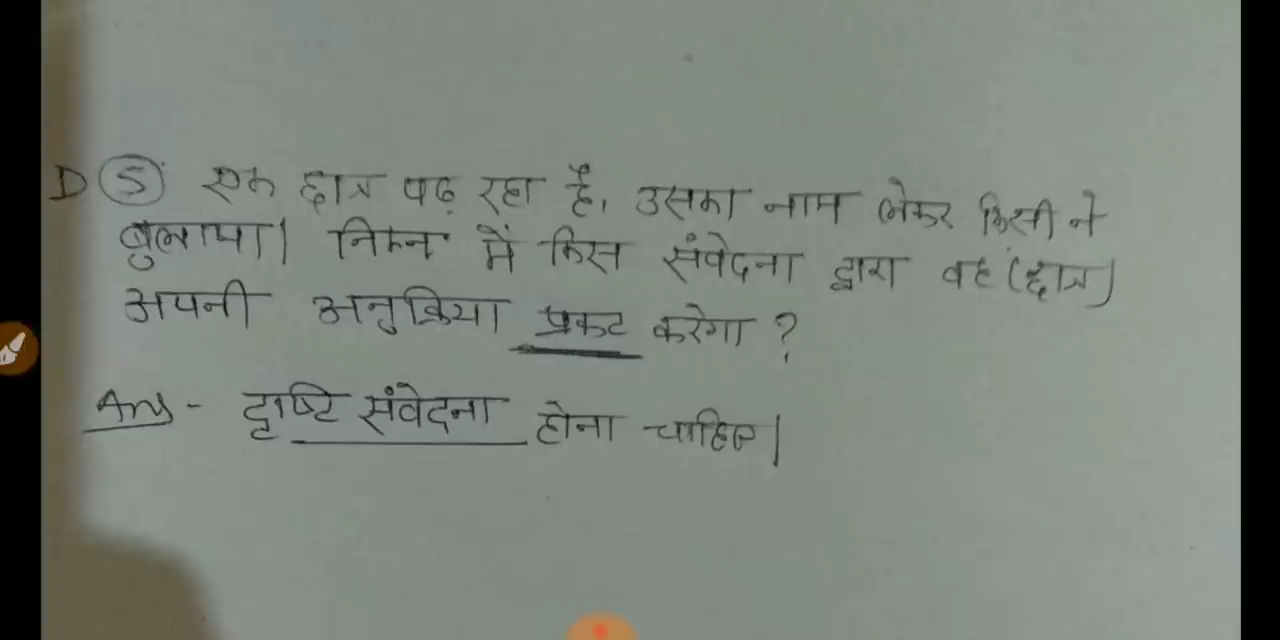 D (5) एक छात्र पढ़ रहा है, उसका नाम लेकर किसी ने
बुलाया। निम्न में किस संवेदना द्वारा वह (छात्र)
अपनी अनुक्रिया प्रकट करेगा ?
Ans - दृष्टि संवेदना होना चाहिए।